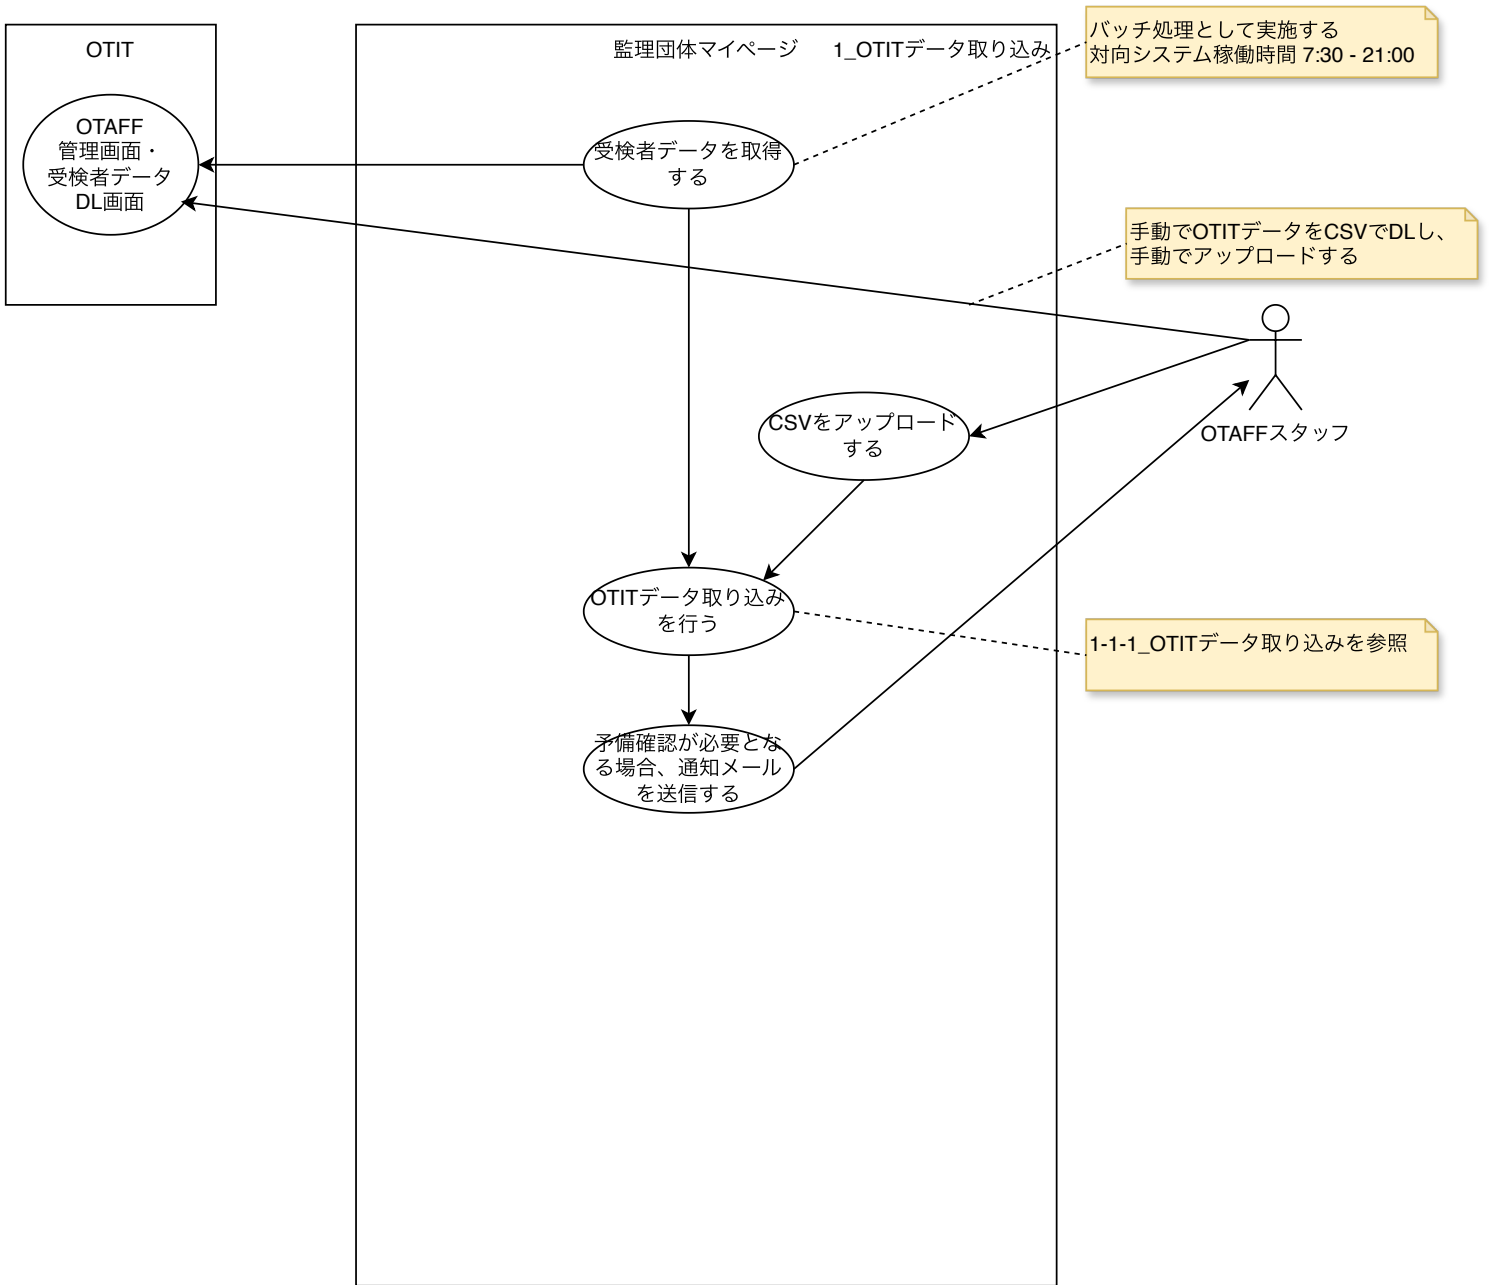 OTIT
OTAFF
管理画面・
受検者データ
DL画面
監理団体マイページ　1_OTITデータ取り込み
バッチ処理として実施する
対向システム稼働時間 7:30 - 21:00
受検者データを取得
する
手動でOTITデータをCSVでDLし、
手動でアップロードする
OTAFFスタッフ
CSVをアップロード
する
OTITデータ取り込み
を行う
1-1-1_OTITデータ取り込みを参照
予備確認が必要とな
る場合、通知メール
を送信する